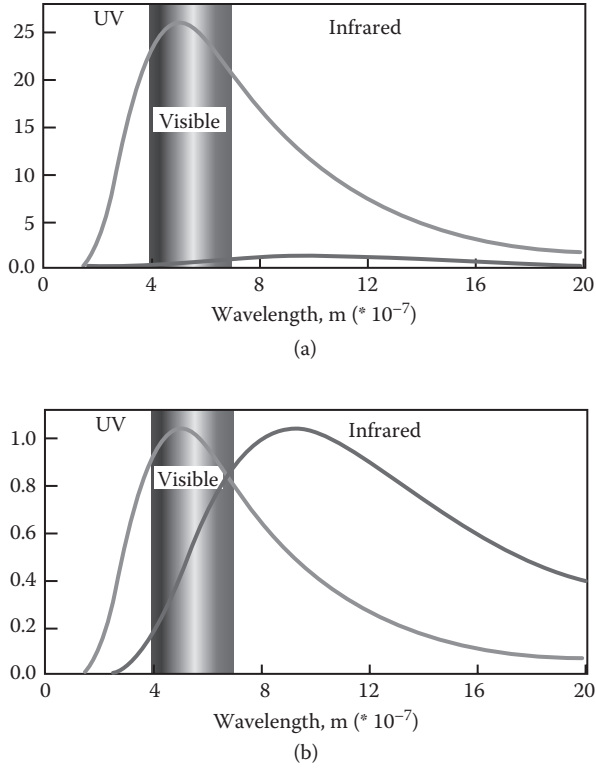 UV
Infrared
25
20
15
Visible
10
5
0.0
0 4 8 12 16 20
Wavelength, m (* 10⁻⁷)
(a)
UV
Infrared
1.0
0.8
Visible
0.6
0.4
0.2
0.0
0 4 8 12 16 20
Wavelength, m (* 10⁻⁷)
(b)